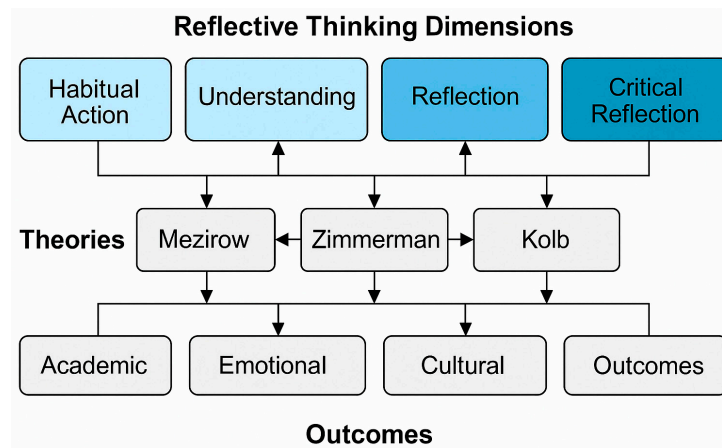 Reflective Thinking Dimensions
Habitual
Action
Understanding
Reflection
Critical
Reflection
Theories
Mezirow
Zimmerman
Kolb
Academic
Emotional
Cultural
Outcomes
Outcomes